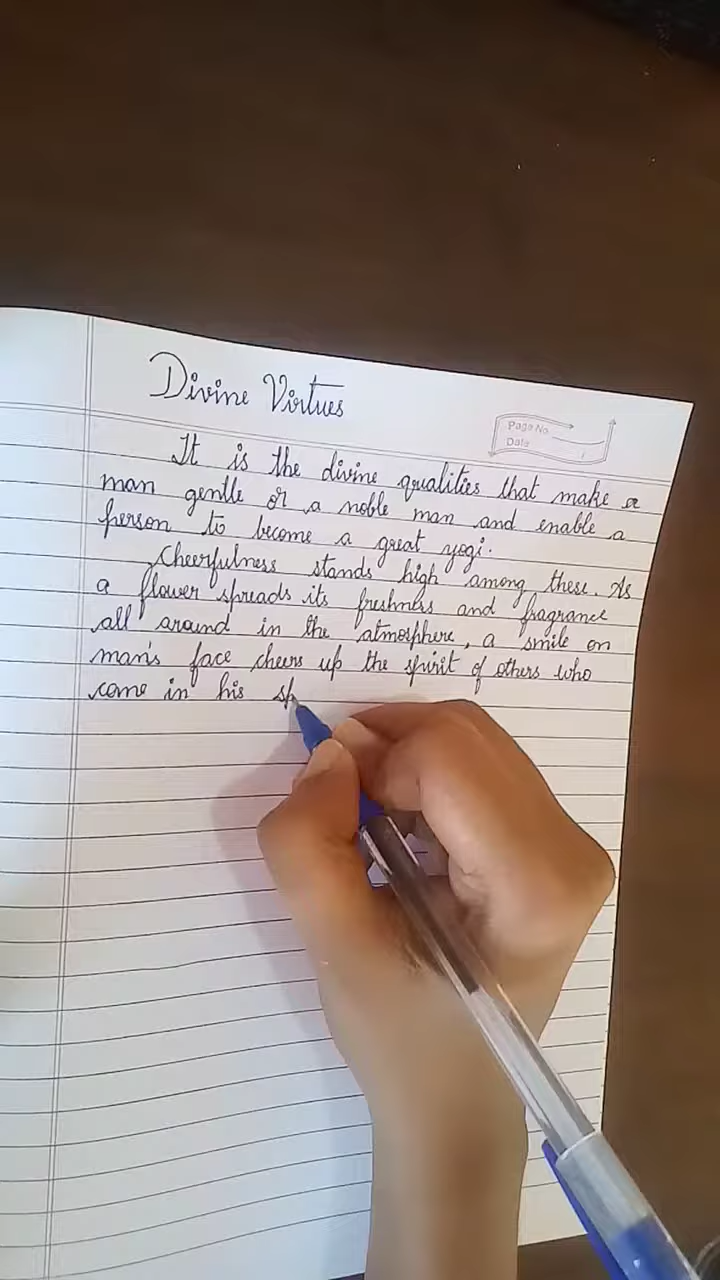 Divine Virtues
Page No.
Date
It is the divine qualities that make a
man gentle or a noble man and enable a
person to become a great yogi.
Cheerfulness stands high among these. As
a flower spreads its freshness and fragrance
all around in the atmosphere, a smile on
man's face cheers up the spirit of others who
come in his sp